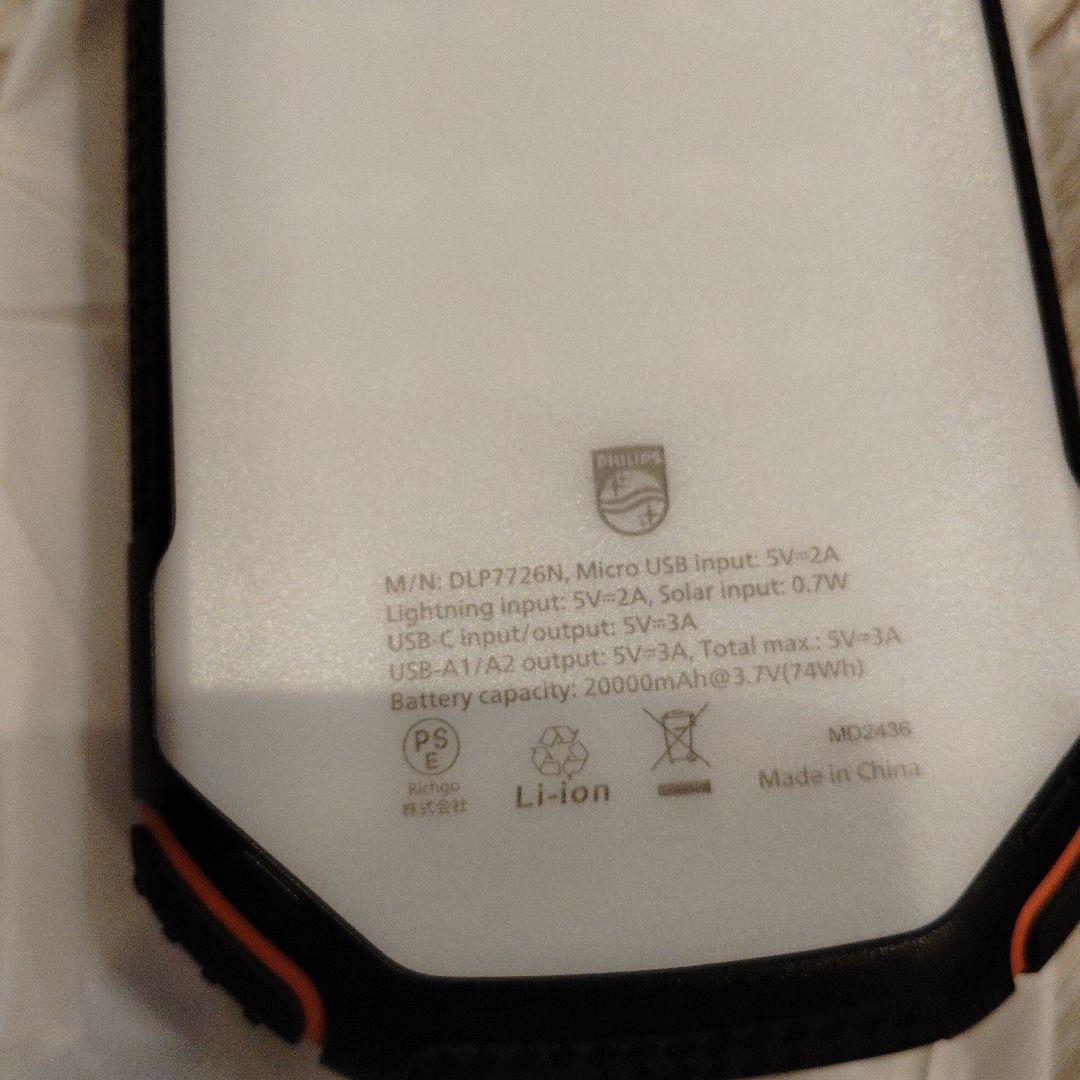 PHILIPS
M/N: DLP7726N, Micro USB input: 5V=2A
Lightning input: 5V=2A, Solar input: 0.7W
USB-C input/output: 5V=3A
USB-A1/A2 output: 5V=3A, Total max.: 5V=3A
Battery capacity: 20000mAh@3.7V(74Wh)
PS
E
Richgo
株式会社
Li-ion
MD2436
Made in China